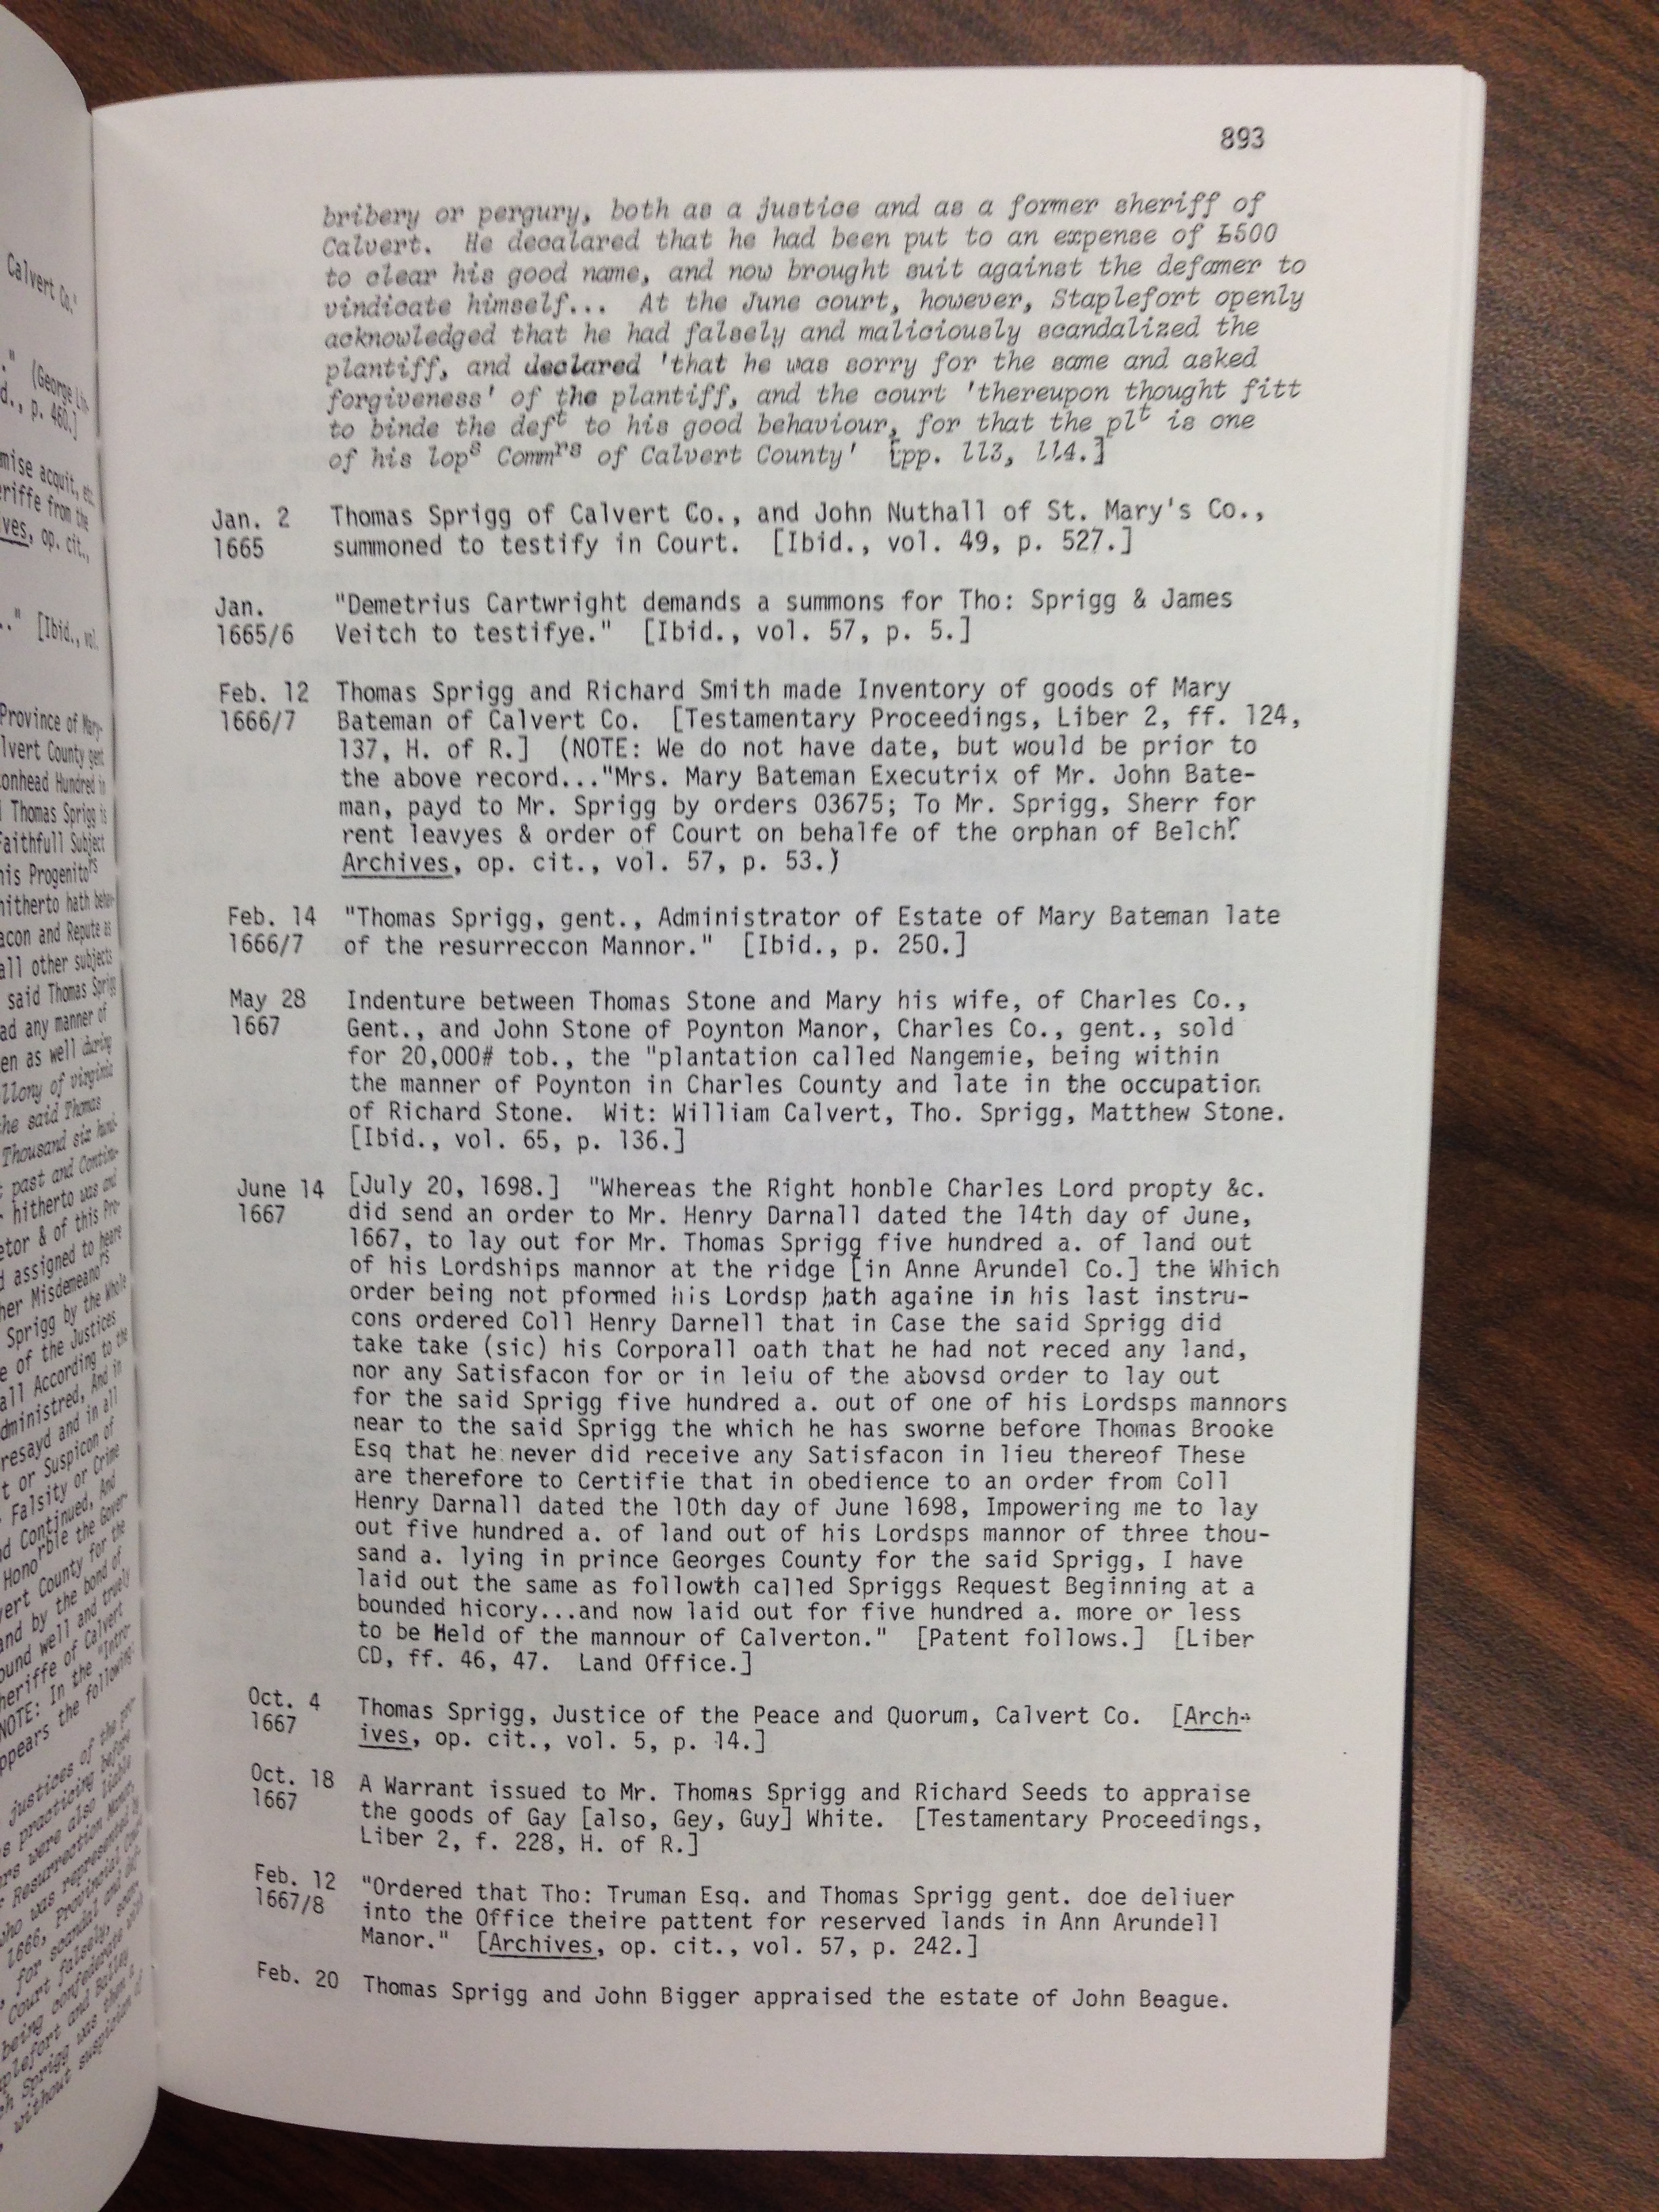 893
bribery or pergury, both as a justice and as a former sheriff of
Calvert. He decalared that he had been put to an expense of £500
to clear his good name, and now brought suit against the defamer to
vindicate himself... At the June court, however, Staplefort openly
acknowledged that he had falsely and maliciously scandalized the
plantiff, and declared 'that he was sorry for the same and asked
forgiveness' of the plantiff, and the court 'thereupon thought fitt
to binde the deft to his good behaviour, for that the plt is one
of his lops Commrs of Calvert County' [pp. 113, 114.]
Jan. 2 Thomas Sprigg of Calvert Co., and John Nuthall of St. Mary's Co.,
1665 summoned to testify in Court. [Ibid., vol. 49, p. 527.]
Jan. "Demetrius Cartwright demands a summons for Tho: Sprigg & James
1665/6 Veitch to testifye." [Ibid., vol. 57, p. 5.]
Feb. 12 Thomas Sprigg and Richard Smith made Inventory of goods of Mary
1666/7 Bateman of Calvert Co. [Testamentary Proceedings, Liber 2, ff. 124,
137, H. of R.] (NOTE: We do not have date, but would be prior to
the above record..."Mrs. Mary Bateman Executrix of Mr. John Bate-
man, payd to Mr. Sprigg by orders 03675; To Mr. Sprigg, Sherr for
rent leavyes & order of Court on behalfe of the orphan of Belchr.
Archives, op. cit., vol. 57, p. 53.)
Feb. 14 "Thomas Sprigg, gent., Administrator of Estate of Mary Bateman late
1666/7 of the resurreccon Mannor." [Ibid., p. 250.]
May 28 Indenture between Thomas Stone and Mary his wife, of Charles Co.,
1667 Gent., and John Stone of Poynton Manor, Charles Co., gent., sold
for 20,000# tob., the "plantation called Nangemie, being within
the manner of Poynton in Charles County and late in the occupation
of Richard Stone. Wit: William Calvert, Tho. Sprigg, Matthew Stone.
[Ibid., vol. 65, p. 136.]
June 14 [July 20, 1698.] "Whereas the Right honble Charles Lord propty &c.
1667 did send an order to Mr. Henry Darnall dated the 14th day of June,
1667, to lay out for Mr. Thomas Sprigg five hundred a. of land out
of his Lordships mannor at the ridge [in Anne Arundel Co.] the Which
order being not pformed his Lordsp hath againe in his last instru-
cons ordered Coll Henry Darnell that in Case the said Sprigg did
take take (sic) his Corporall oath that he had not reced any land,
nor any Satisfacon for or in leiu of the abovsd order to lay out
for the said Sprigg five hundred a. out of one of his Lordsps mannors
near to the said Sprigg the which he has sworne before Thomas Brooke
Esq that he never did receive any Satisfacon in lieu thereof These
are therefore to Certifie that in obedience to an order from Coll
Henry Darnall dated the 10th day of June 1698, Impowering me to lay
out five hundred a. of land out of his Lordsps mannor of three thou-
sand a. lying in prince Georges County for the said Sprigg, I have
laid out the same as followth called Spriggs Request Beginning at a
bounded hicory...and now laid out for five hundred a. more or less
to be Held of the mannour of Calverton." [Patent follows.] [Liber
CD, ff. 46, 47. Land Office.]
Oct. 4 Thomas Sprigg, Justice of the Peace and Quorum, Calvert Co. [Arch-
1667 ives, op. cit., vol. 5, p. 14.]
Oct. 18 A Warrant issued to Mr. Thomas Sprigg and Richard Seeds to appraise
1667 the goods of Gay [also, Gey, Guy] White. [Testamentary Proceedings,
Liber 2, f. 228, H. of R.]
Feb. 12 "Ordered that Tho: Truman Esq. and Thomas Sprigg gent. doe deliuer
1667/8 into the Office theire pattent for reserved lands in Ann Arundell
Manor." [Archives, op. cit., vol. 57, p. 242.]
Feb. 20 Thomas Sprigg and John Bigger appraised the estate of John Beague.